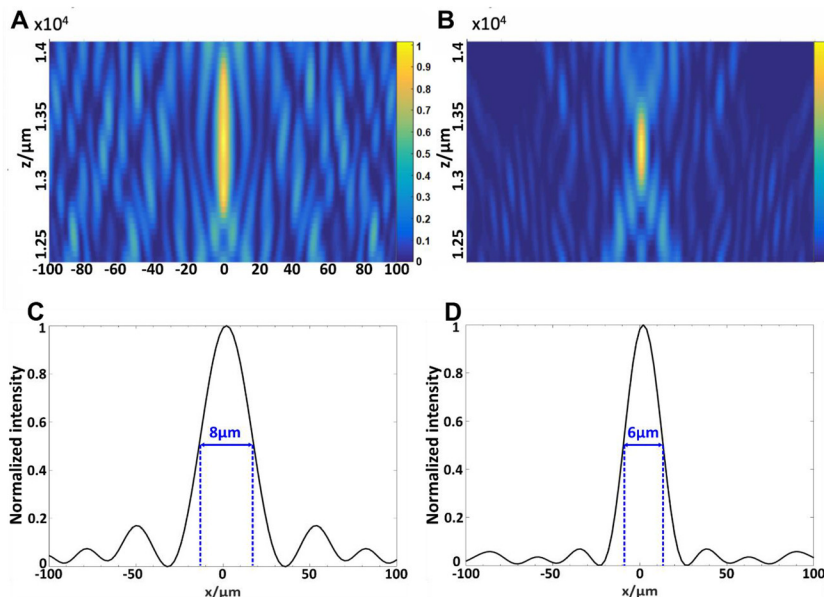 A
x10⁴
z/μm
1.4
1.35
1.3
1.25
-100 -80 -60 -40 -20 0 20 40 60 80 100
1
0.9
0.8
0.7
0.6
0.5
0.4
0.3
0.2
0.1
0
B
x10⁴
z/μm
1.4
1.35
1.3
1.25
C
Normalized intensity
1
0.8
0.6
0.4
0.2
0
8μm
-100 -50 0 50 100
x/μm
D
Normalized intensity
1
0.8
0.6
0.4
0.2
0
6μm
-100 -50 0 50 100
x/μm